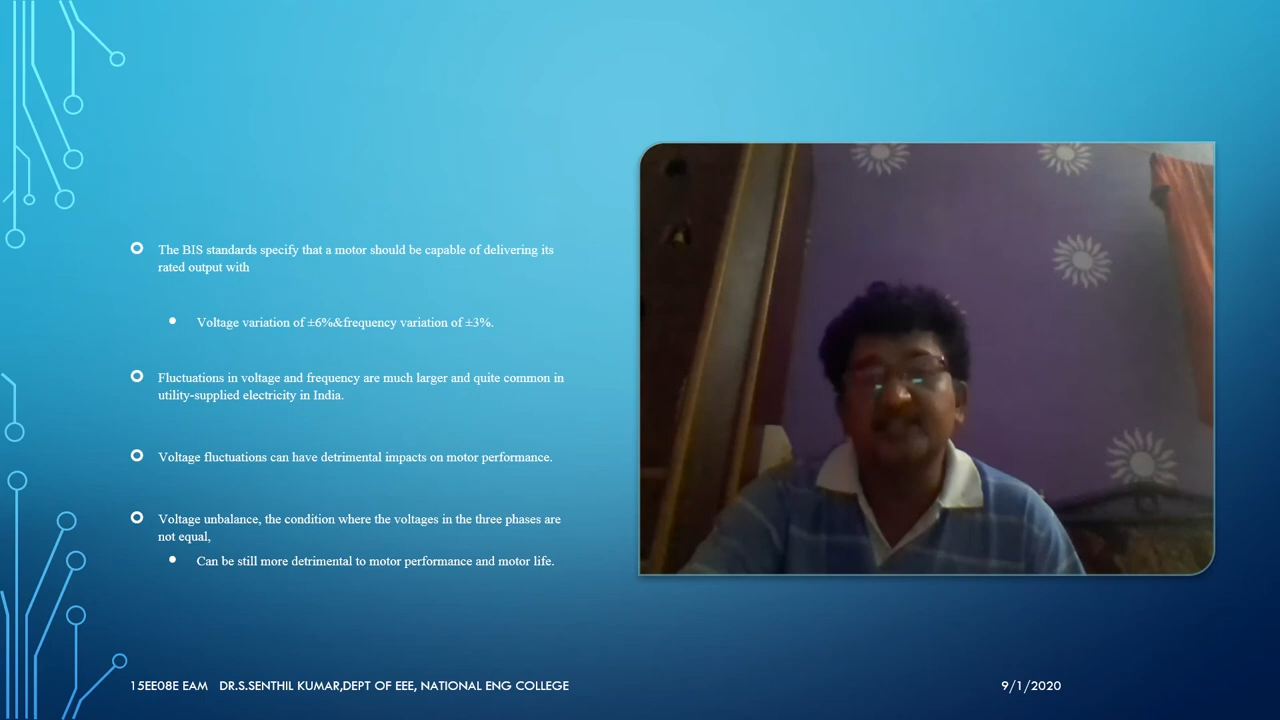 The BIS standards specify that a motor should be capable of delivering its
rated output with
Voltage variation of ±6%&frequency variation of ±3%.
Fluctuations in voltage and frequency are much larger and quite common in
utility-supplied electricity in India.
Voltage fluctuations can have detrimental impacts on motor performance.
Voltage unbalance, the condition where the voltages in the three phases are
not equal,
Can be still more detrimental to motor performance and motor life.
15EE08E EAM DR.S.SENTHIL KUMAR,DEPT OF EEE, NATIONAL ENG COLLEGE
9/1/2020